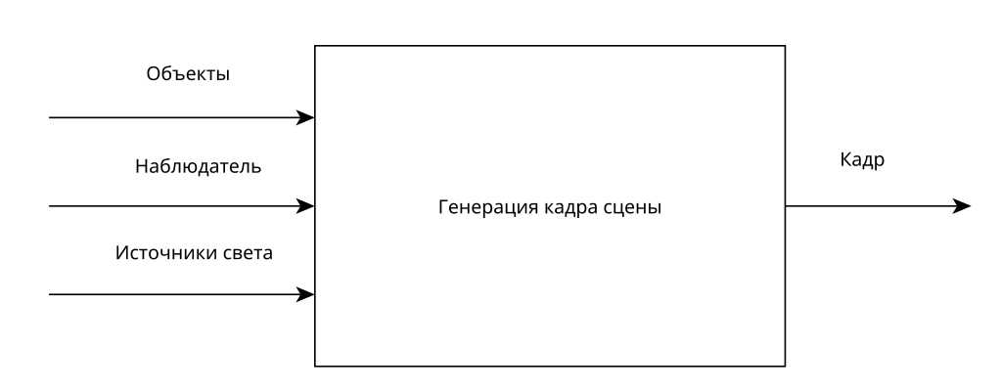 Объекты
Наблюдатель
Источники света
Генерация кадра сцены
Кадр